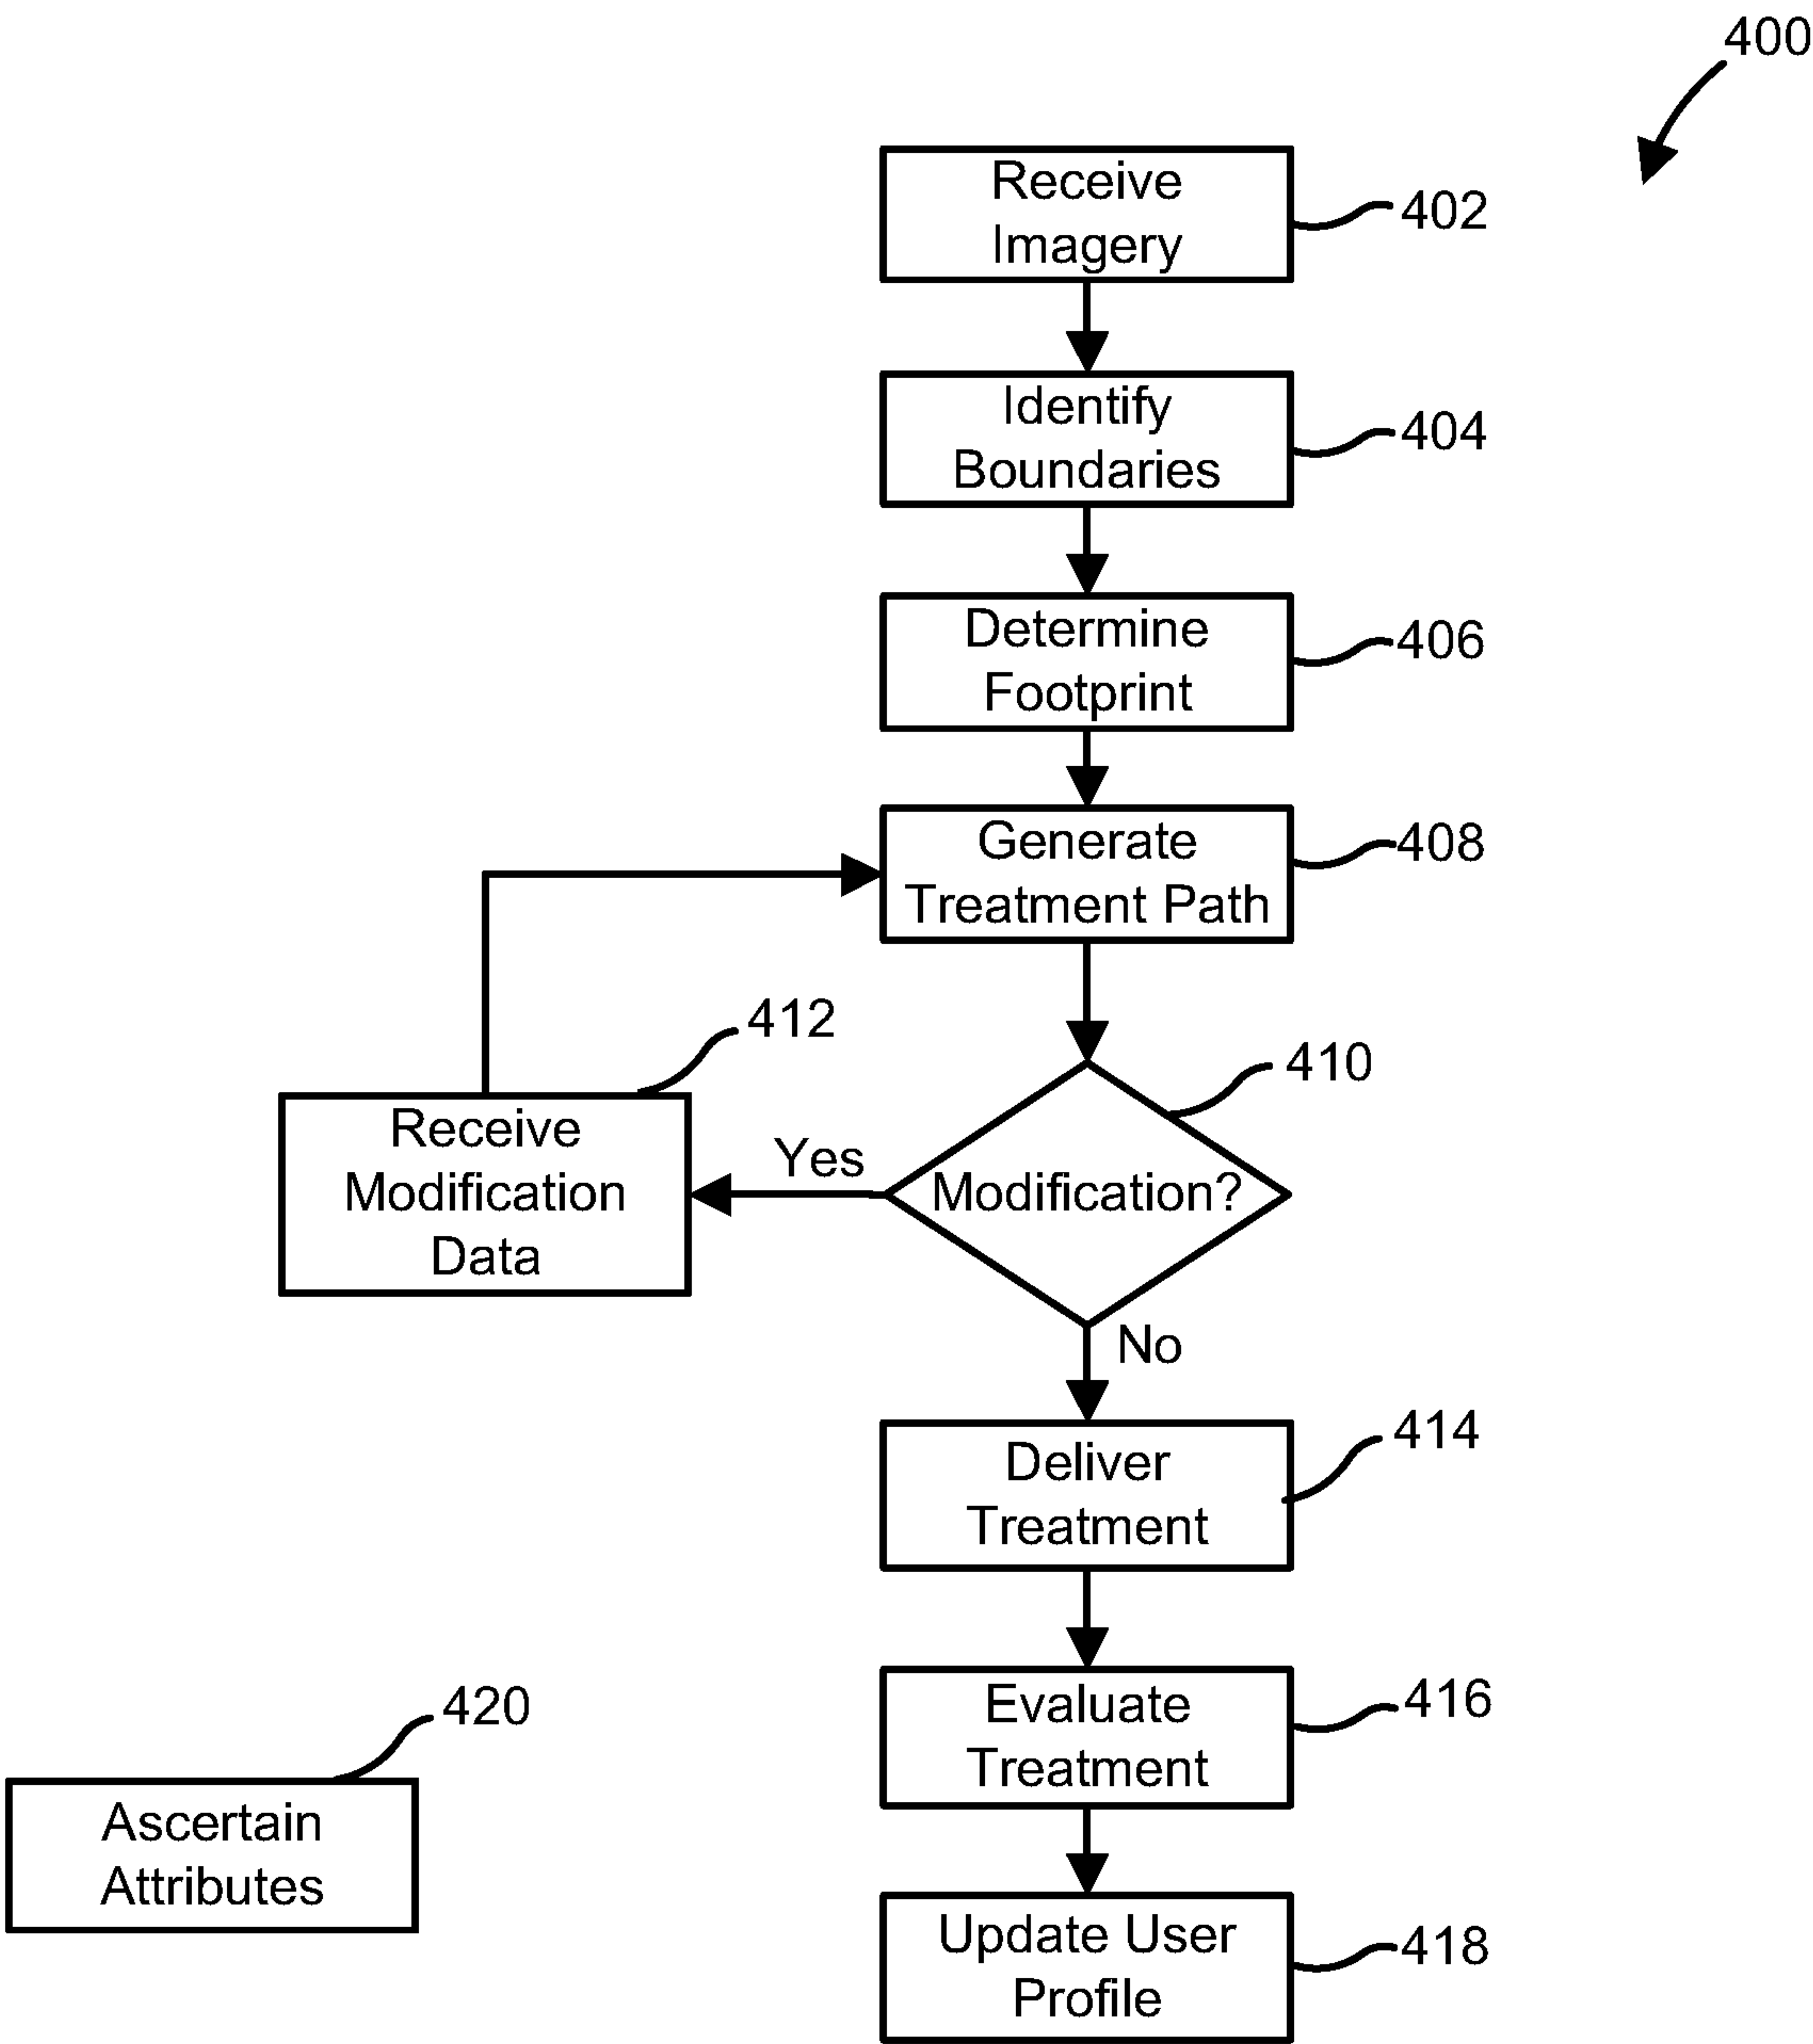 400
Receive
Imagery
402
Identify
Boundaries
404
Determine
Footprint
406
Generate
Treatment Path
408
412
410
Receive
Modification
Data
Yes
Modification?
No
Deliver
Treatment
414
Evaluate
Treatment
416
420
Ascertain
Attributes
Update User
Profile
418